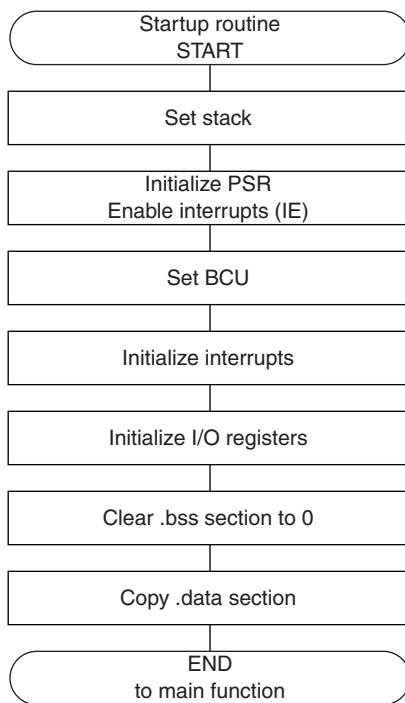 Startup routine
START
Set stack
Initialize PSR
Enable interrupts (IE)
Set BCU
Initialize interrupts
Initialize I/O registers
Clear .bss section to 0
Copy .data section
END
to main function